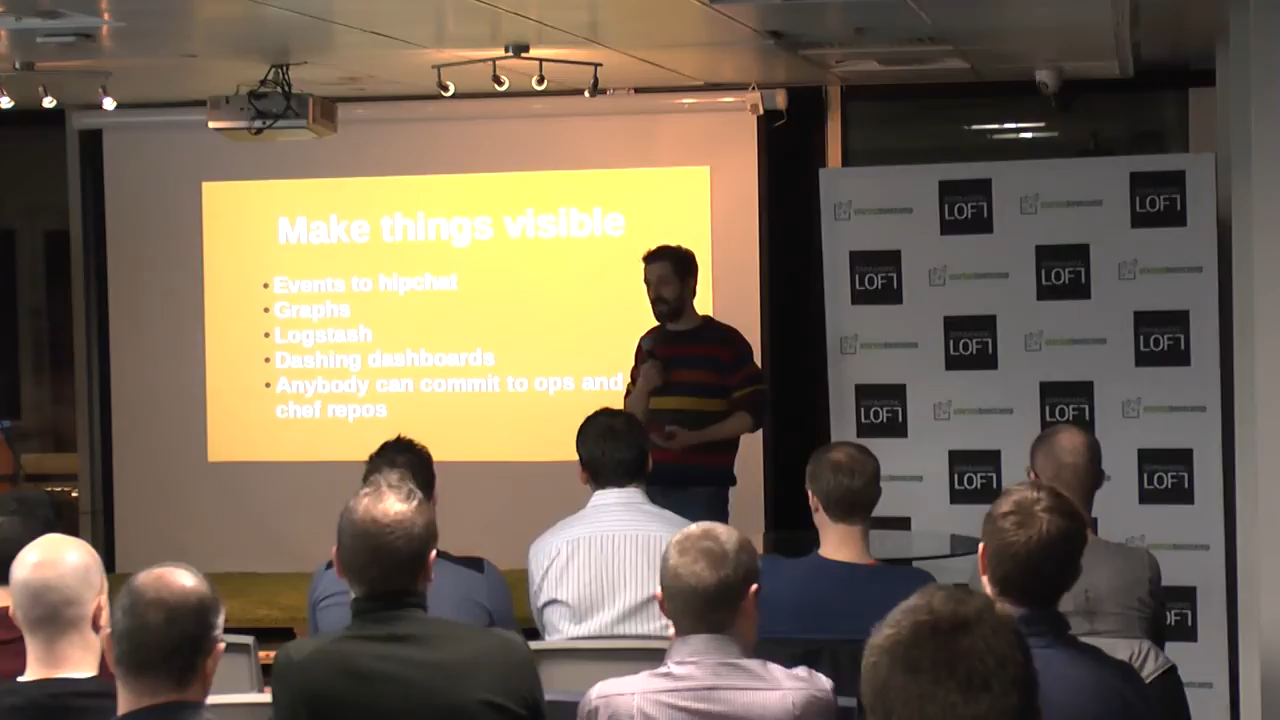 Make things visible
• Events to hipchat
• Graphs
• Logstash
• Dashing dashboards
• Anybody can commit to ops and
chef repos
LOFT
LOFT
LOFT
LOFT
LOFT
LOFT
LOFT
LOFT
LOFT
LOFT